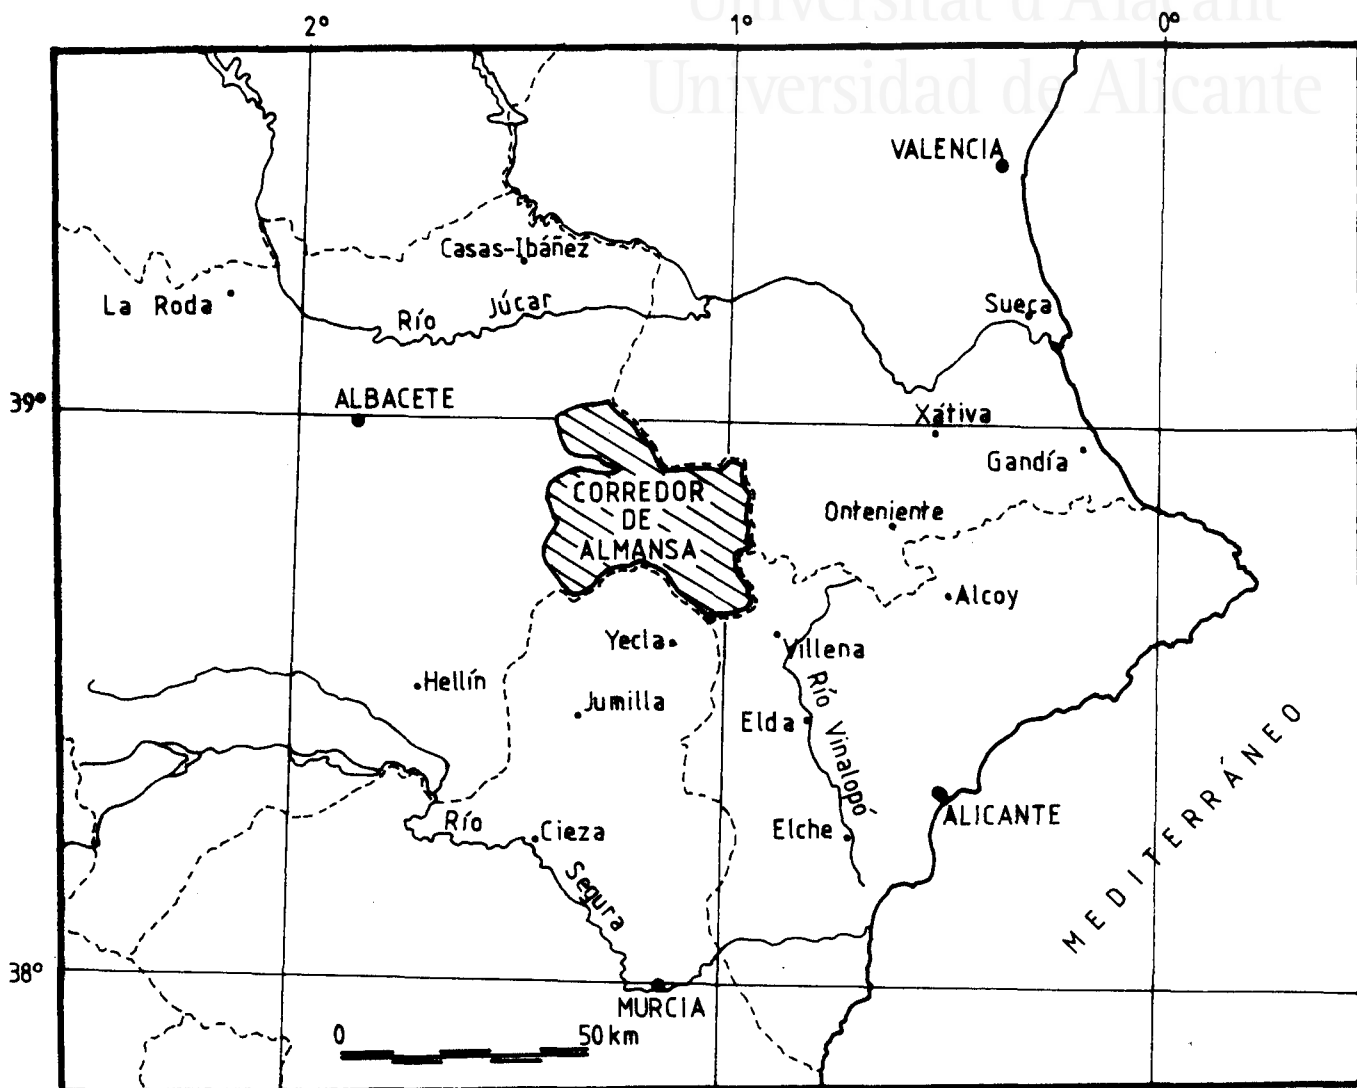 Universitat d'Alacant
Universidad de Alicante
2° 1° 0°
VALENCIA
Casas-Ibáñez
La Roda
Río Júcar
Sueca
39°
ALBACETE
Xátiva
Gandía
CORREDOR
DE
ALMANSA
Onteniente
Alcoy
Yecla
Villena
Hellín
Jumilla
Elda
Río Vinalopó
ALICANTE
Elche
Río Segura
Cieza
MEDITERRÁNEO
38°
MURCIA
0 50 km